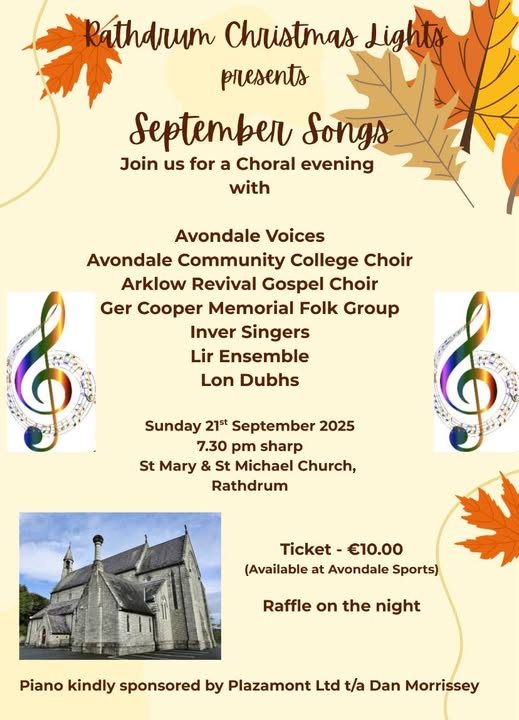 Rathdrum Christmas Lights
presents
September Songs
Join us for a Choral evening
with
Avondale Voices
Avondale Community College Choir
Arklow Revival Gospel Choir
Ger Cooper Memorial Folk Group
Inver Singers
Lir Ensemble
Lon Dubhs
Sunday 21st September 2025
7.30 pm sharp
St Mary & St Michael Church,
Rathdrum
Ticket - €10.00
(Available at Avondale Sports)
Raffle on the night
Piano kindly sponsored by Plazamont Ltd t/a Dan Morrissey